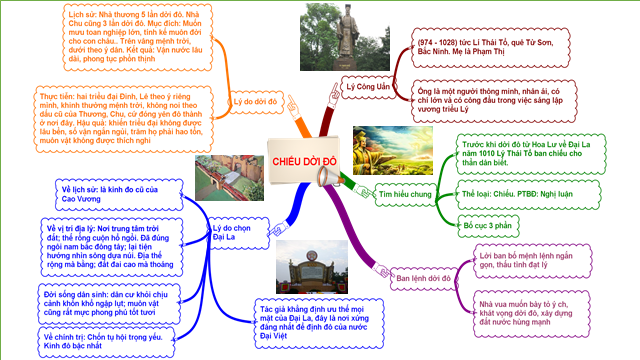 CHIẾU DỜI ĐÔ
Lý Công Uẩn
(974 - 1028) tức Lí Thái Tổ, quê Từ Sơn,
Bắc Ninh. Mẹ là Phạm Thị
Ông là một người thông minh, nhân ái, có
chí lớn và có công đầu trong việc sáng lập
vương triều Lý
Tìm hiểu chung
Trước khi dời đô từ Hoa Lư về Đại La
năm 1010 Lý Thái Tổ ban chiếu cho
thần dân biết.
Thể loại: Chiếu. PTBĐ: Nghị luận
Bố cục 3 phần
Ban lệnh dời đô
Lời ban bố mệnh lệnh ngắn
gọn, thấu tình đạt lý
Nhà vua muốn bày tỏ ý ch,
khát vọng dời đô, xây dựng
đất nước hùng mạnh
Lý do dời đô
Lịch sử: Nhà thương 5 lần dời đô. Nhà
Chu cũng 3 lần dời đô. Mục đích: Muốn
mưu toan nghiệp lớn, tính kế muôn đời
cho con cháu.. Trên vâng mệnh trời,
dưới theo ý dân. Kết quả: Vận nước lâu
dài, phong tục phồn thịnh
Thực tiễn: hai triều đại Đinh, Lê theo ý riêng
mình, khinh thường mệnh trời, không noi theo
dấu cũ của Thương, Chu, cứ đóng yên đô thành
ở nơi đây. Hậu quả: khiến triều đại không được
lâu bền, số vận ngắn ngủi, trăm họ phải hao tổn,
muôn vật không được thích nghi
Lý do chọn
Đại La
Về lịch sử: là kinh đo cũ của
Cao Vương
Về vị trí địa lý: Nơi trung tâm trời
đất; thế rồng cuộn hổ ngồi. Đã đúng
ngôi nam bắc đông tây; lại tiện
hướng nhìn sông dựa núi. Địa thế
rộng mà bằng; đất đai cao mà thoáng
Đời sống dân sinh: dân cư khỏi chịu
cảnh khốn khổ ngập lụt; muôn vật
cũng rất mực phong phú tốt tươi
Về chính trị: Chốn tụ hội trọng yếu.
Kinh đô bậc nhất
Tác giả khẳng định ưu thế mọi
mặt của Đại La, đây là nơi xứng
đáng nhất để định đô của nước
Đại Việt